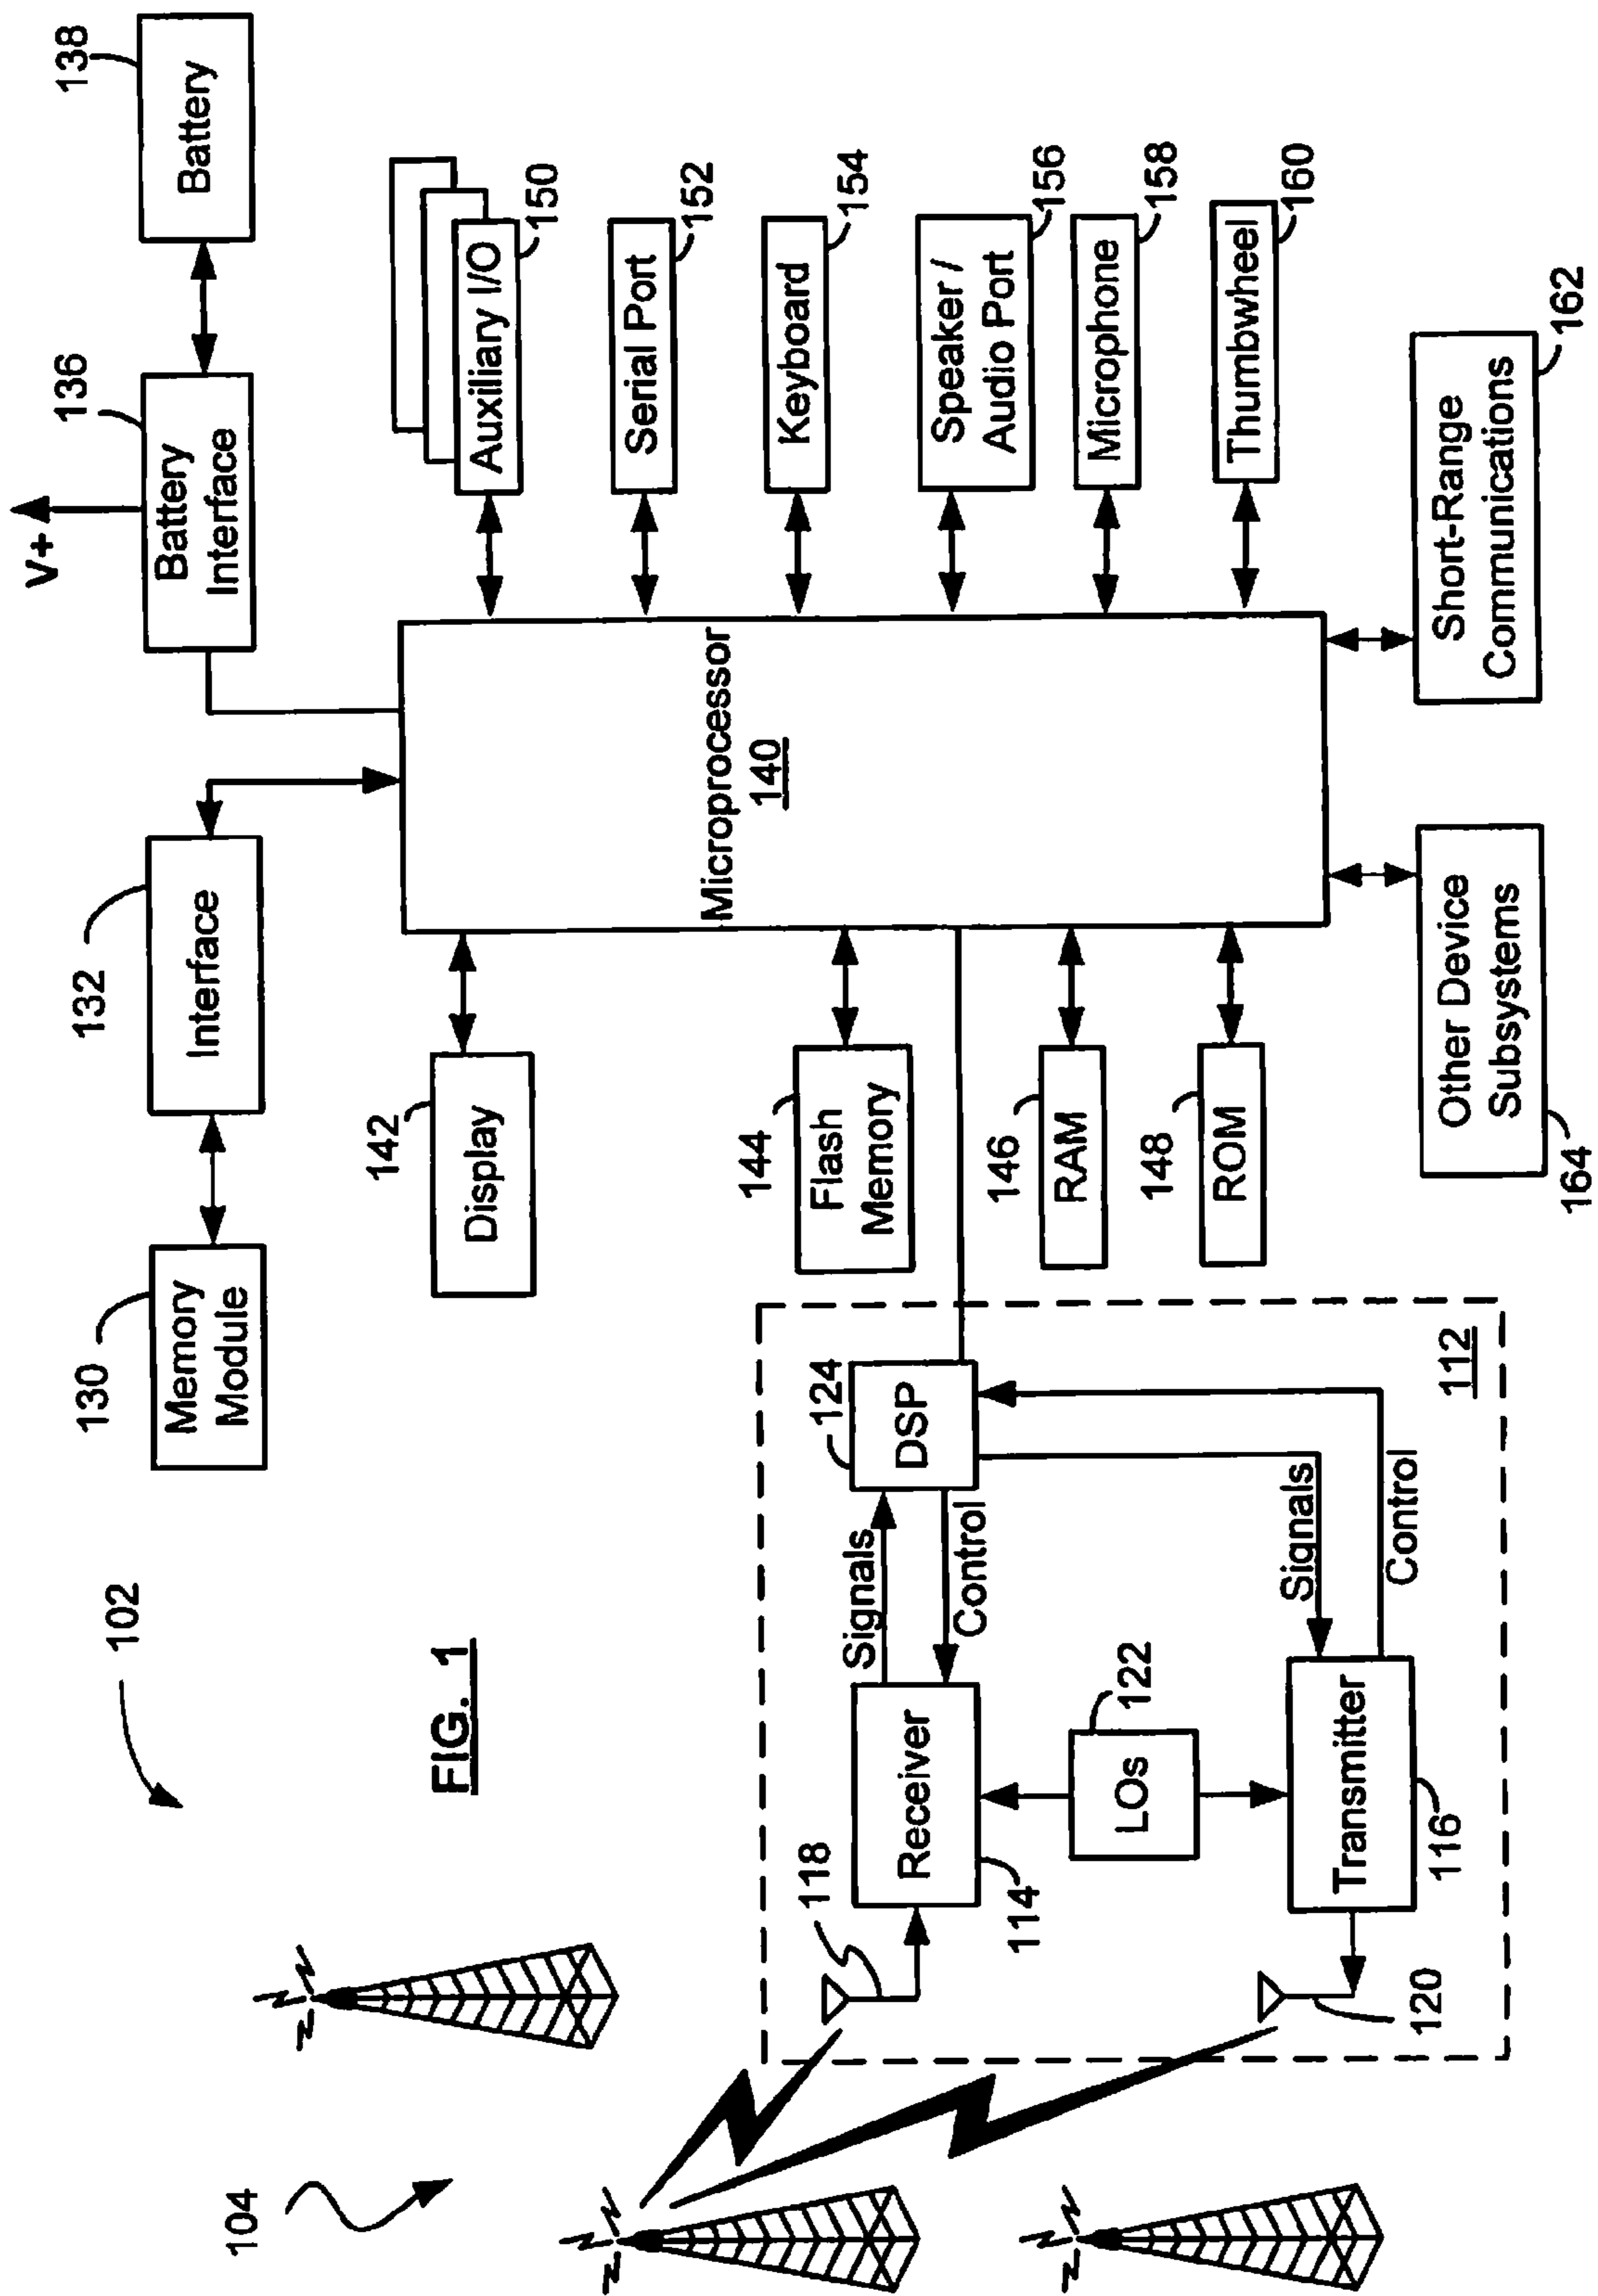 102
104
FIG. 1
130
Memory
Module
132
Interface
V+
136
Battery
Interface
138
Battery
142
Display
144
Flash
Memory
146
RAM
148
ROM
Microprocessor
140
Auxiliary I/O
150
Serial Port
152
Keyboard
154
Speaker /
Audio Port
156
Microphone
158
Thumbwheel
160
Short-Range
Communications
162
Other Device
Subsystems
164
112
118
Receiver
114
Signals
Control
124
DSP
LOs
122
Signals
Control
Transmitter
116
120